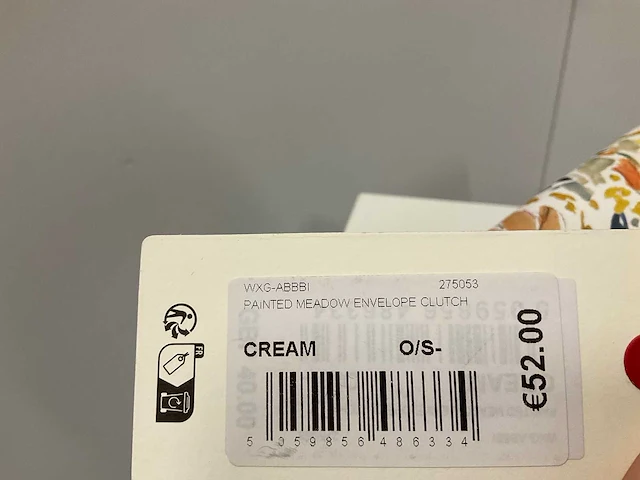 WXG-ABBBI 275053
PAINTED MEADOW ENVELOPE CLUTCH
CREAM O/S-
€52.00
5 059856 486334
FR